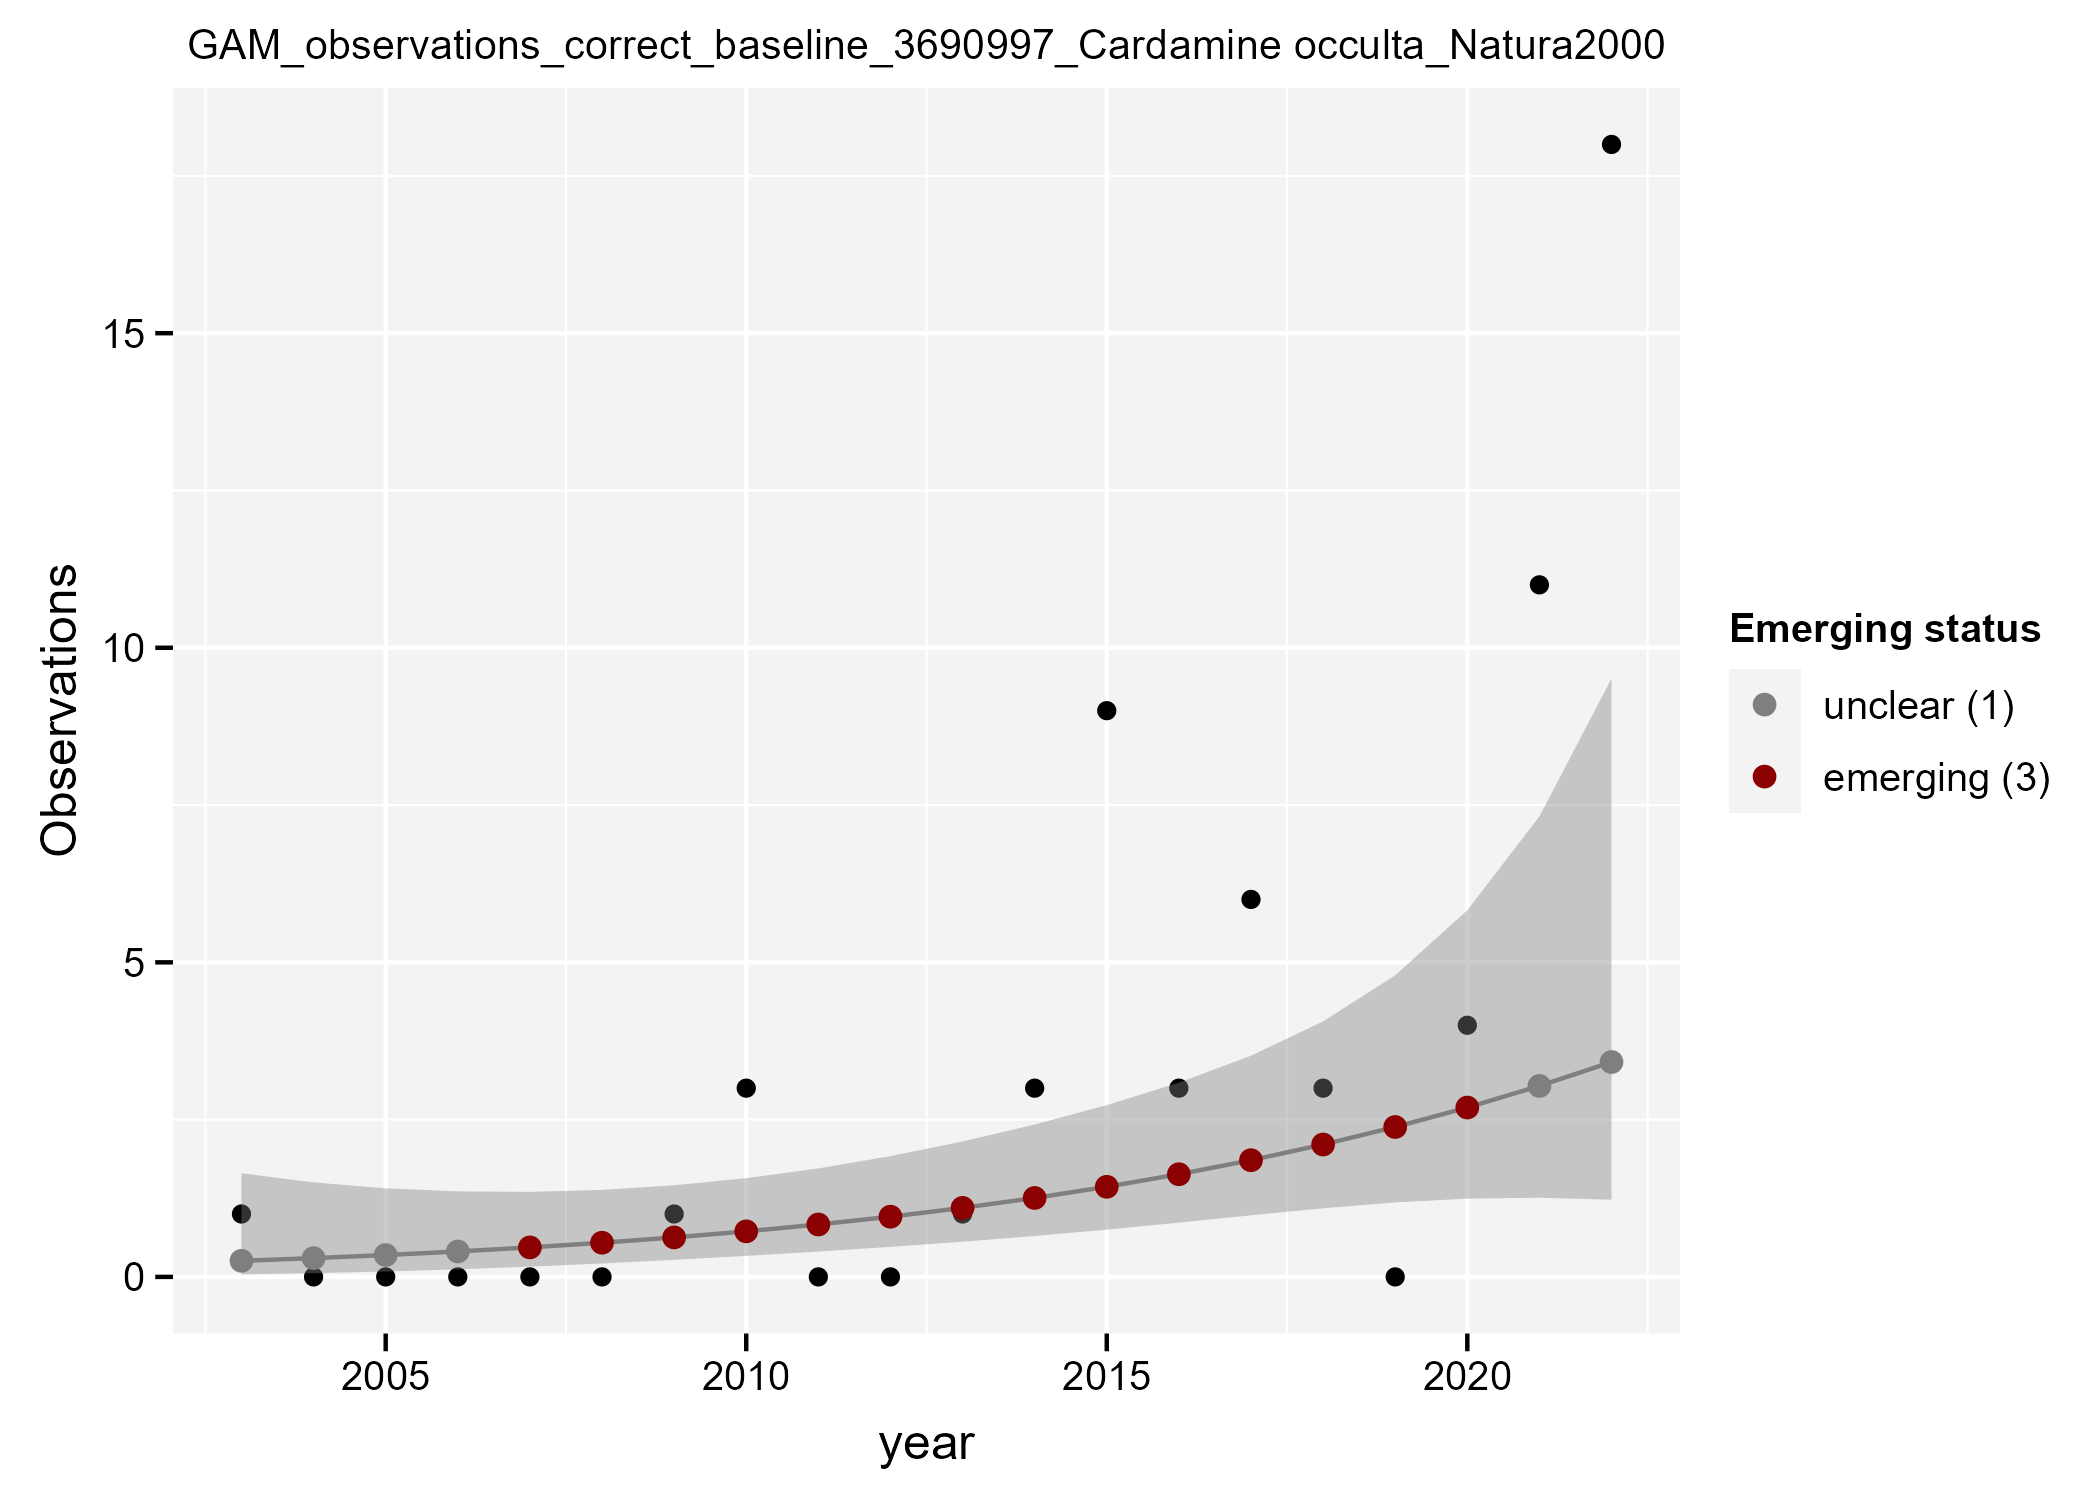 GAM_observations_correct_baseline_3690997_Cardamine occulta_Natura2000
Observations
15
10
5
0
2005
2010
2015
2020
year
Emerging status
unclear (1)
emerging (3)